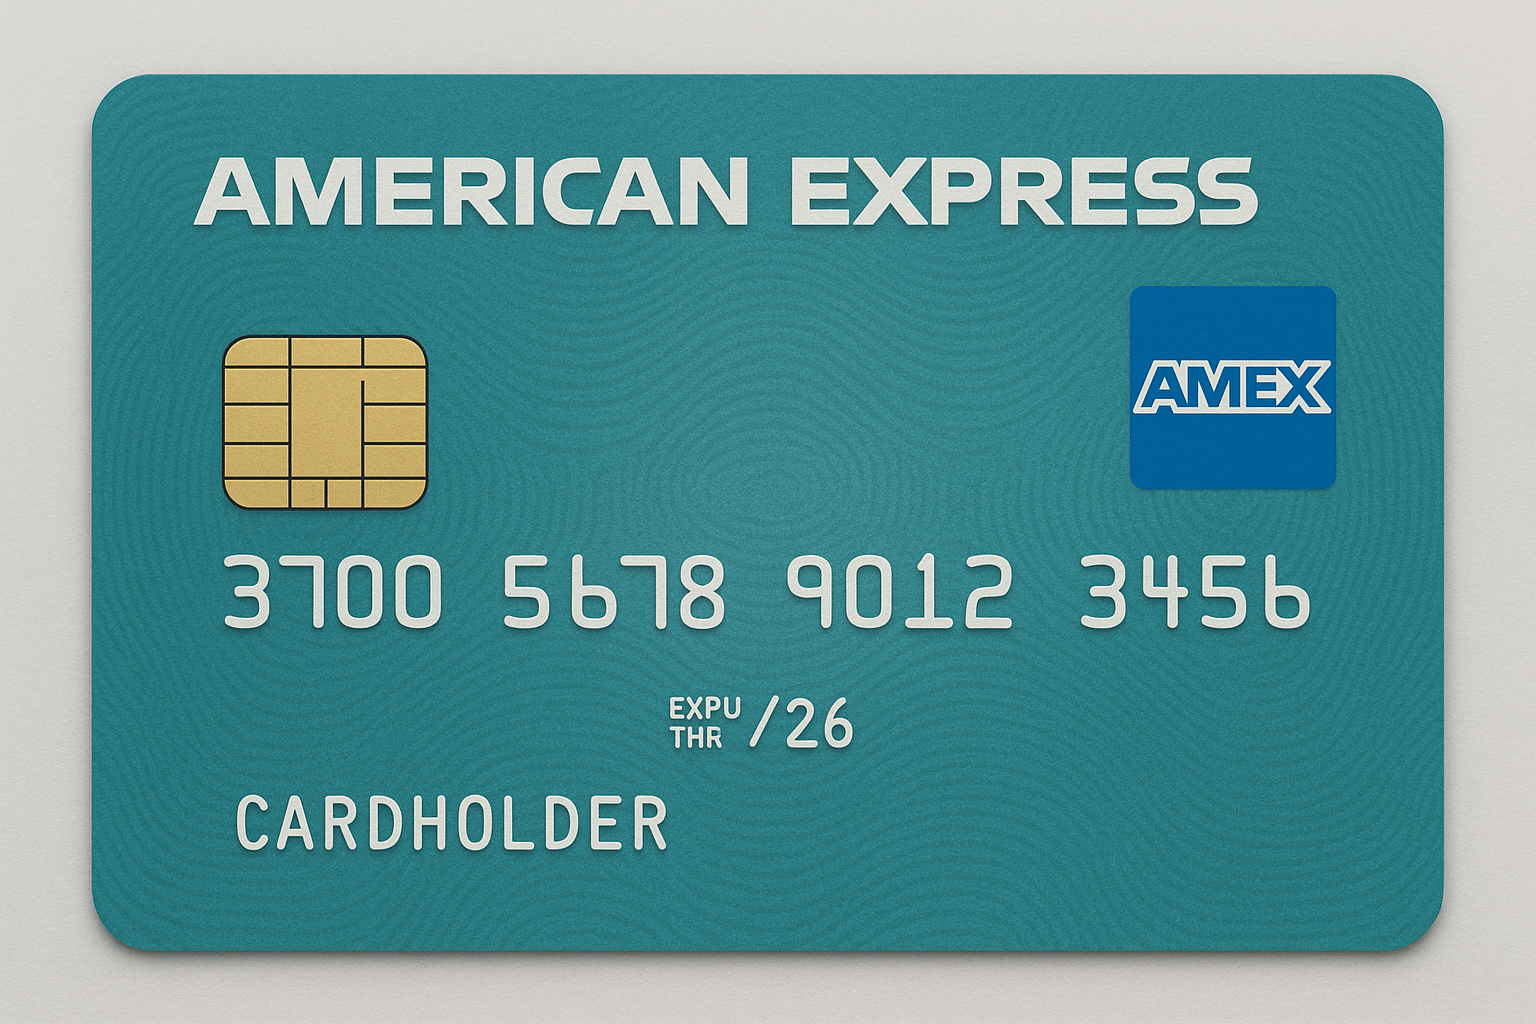 AMERICAN EXPRESS
AMEX
3700 5678 9012 3456
EXPU
THR /26
CARDHOLDER